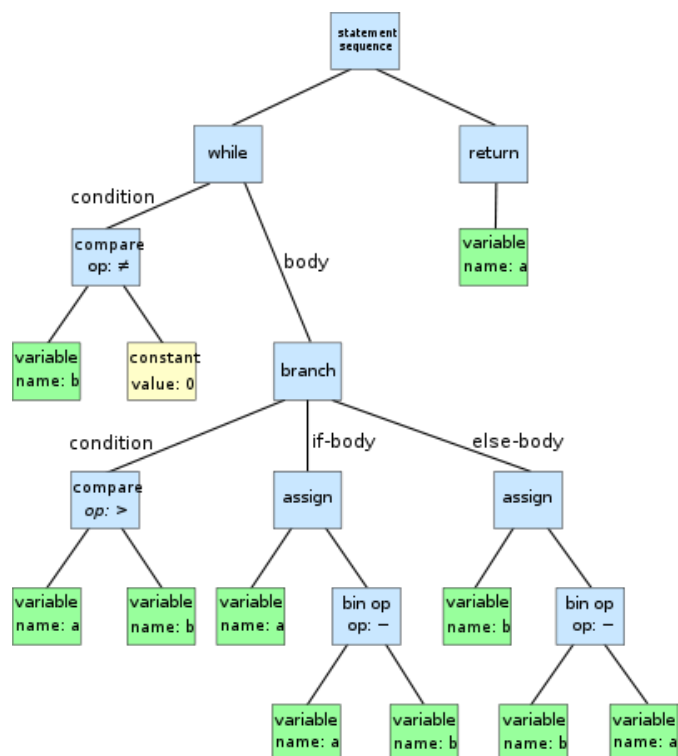 statement
sequence
while
return
condition
compare
op: ≠
body
variable
name: a
variable
name: b
constant
value: 0
branch
condition
if-body
else-body
compare
op: >
assign
assign
variable
name: a
variable
name: b
variable
name: a
bin op
op: −
variable
name: b
bin op
op: −
variable
name: a
variable
name: b
variable
name: b
variable
name: a